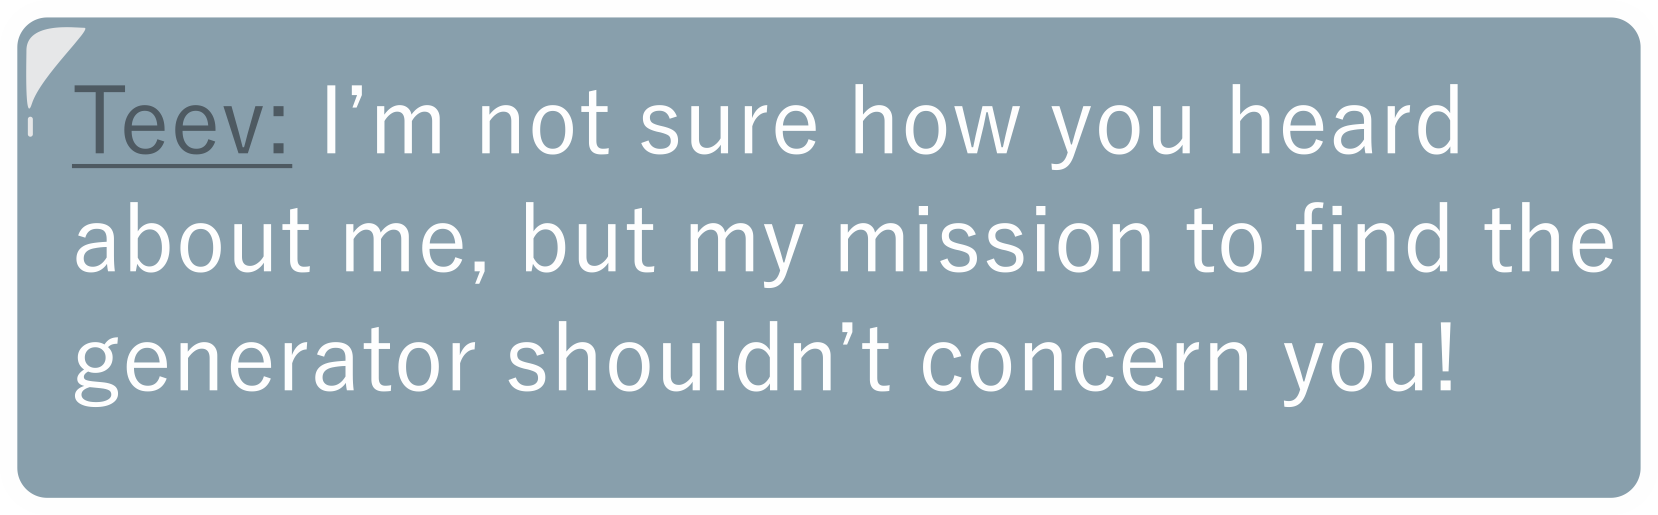 Teev: I’m not sure how you heard
about me, but my mission to find the
generator shouldn’t concern you!